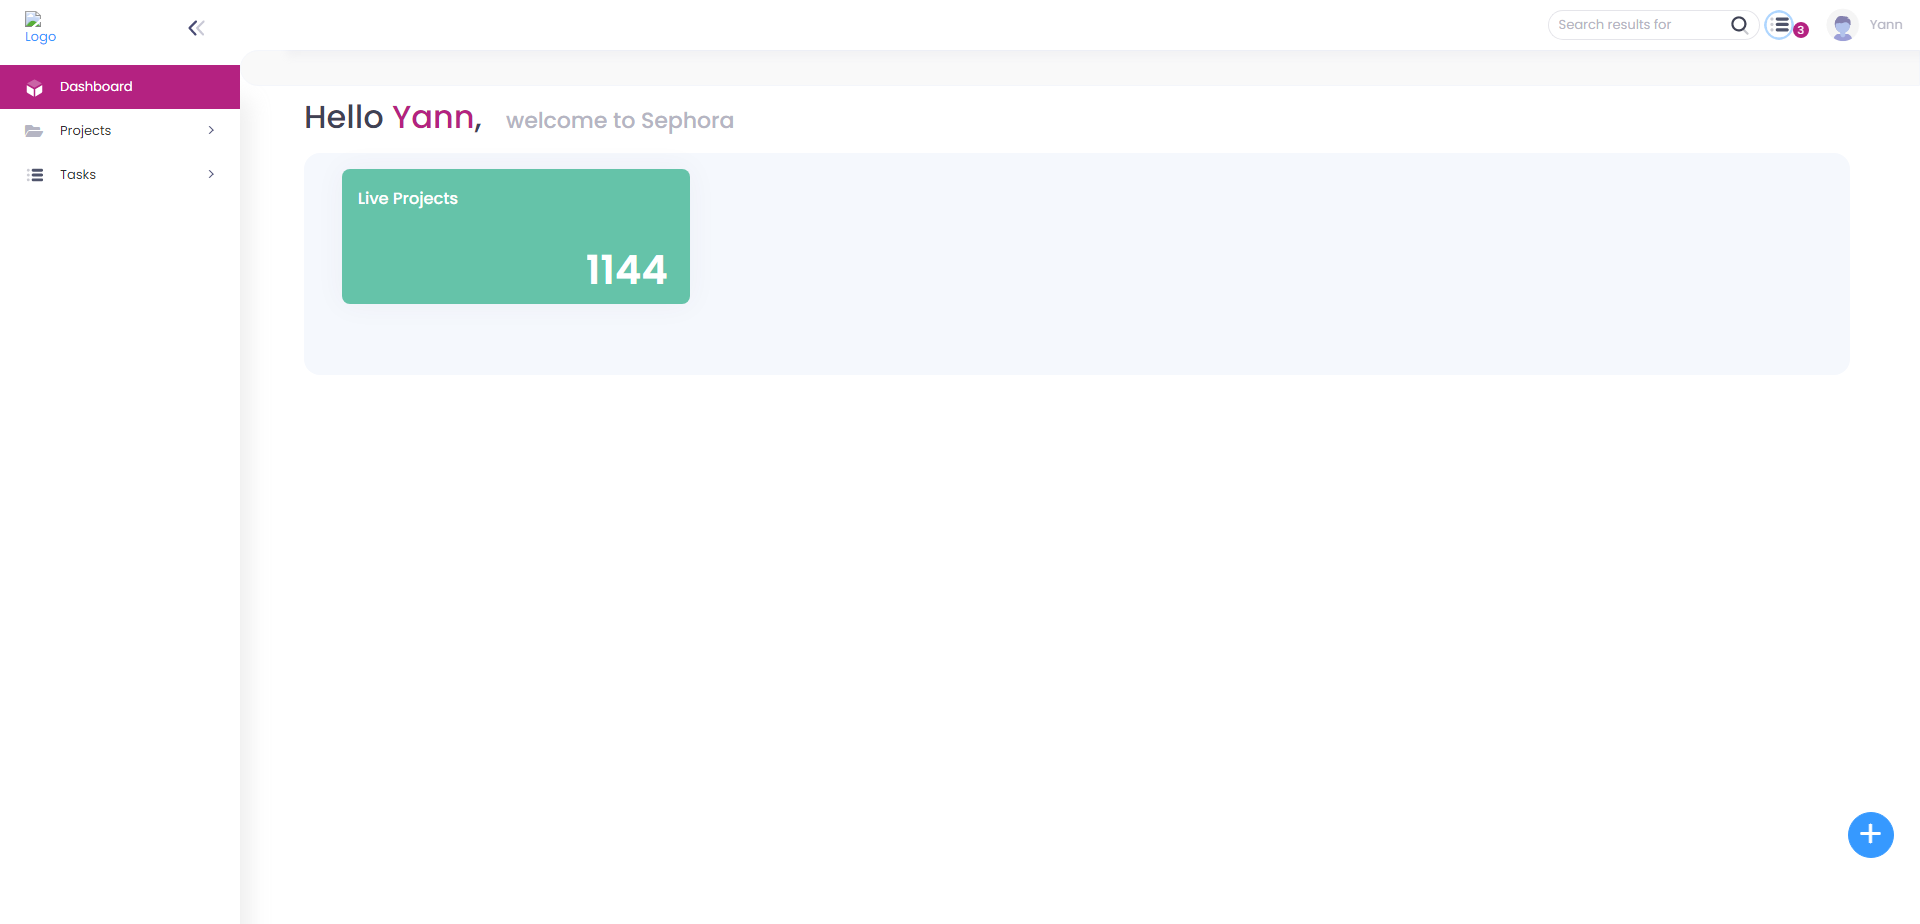 Logo
Search results for
3
Yann
Dashboard
Projects
Tasks
Hello Yann, welcome to Sephora
Live Projects
1144